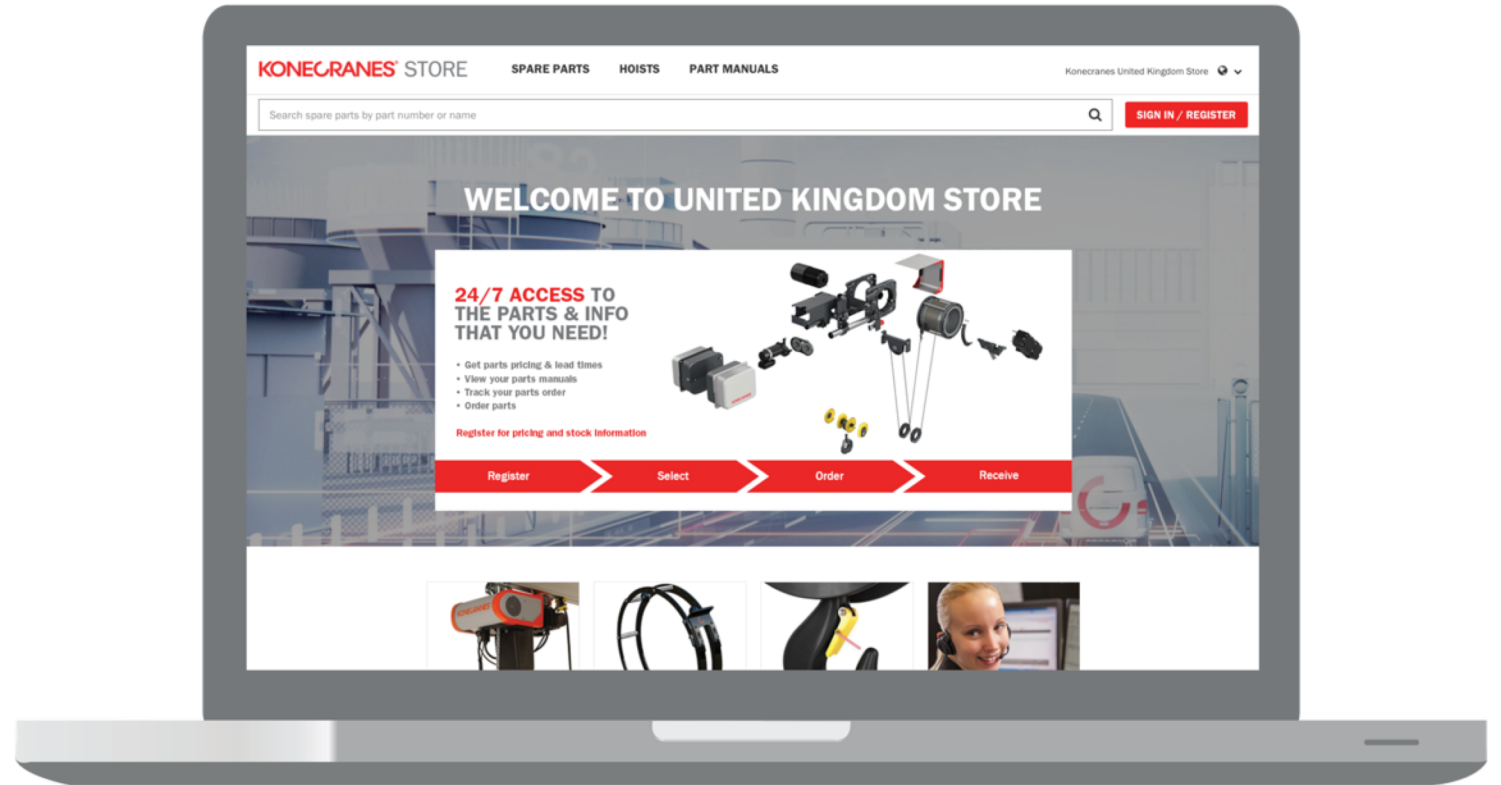 KONECRANES® STORE
SPARE PARTS
HOISTS
PART MANUALS
Konecranes United Kingdom Store
Search spare parts by part number or name
SIGN IN / REGISTER
WELCOME TO UNITED KINGDOM STORE
24/7 ACCESS TO
THE PARTS & INFO
THAT YOU NEED!
• Get parts pricing & lead times
• View your parts manuals
• Track your parts order
• Order parts
Register for pricing and stock information
Register
Select
Order
Receive
KONECRANES